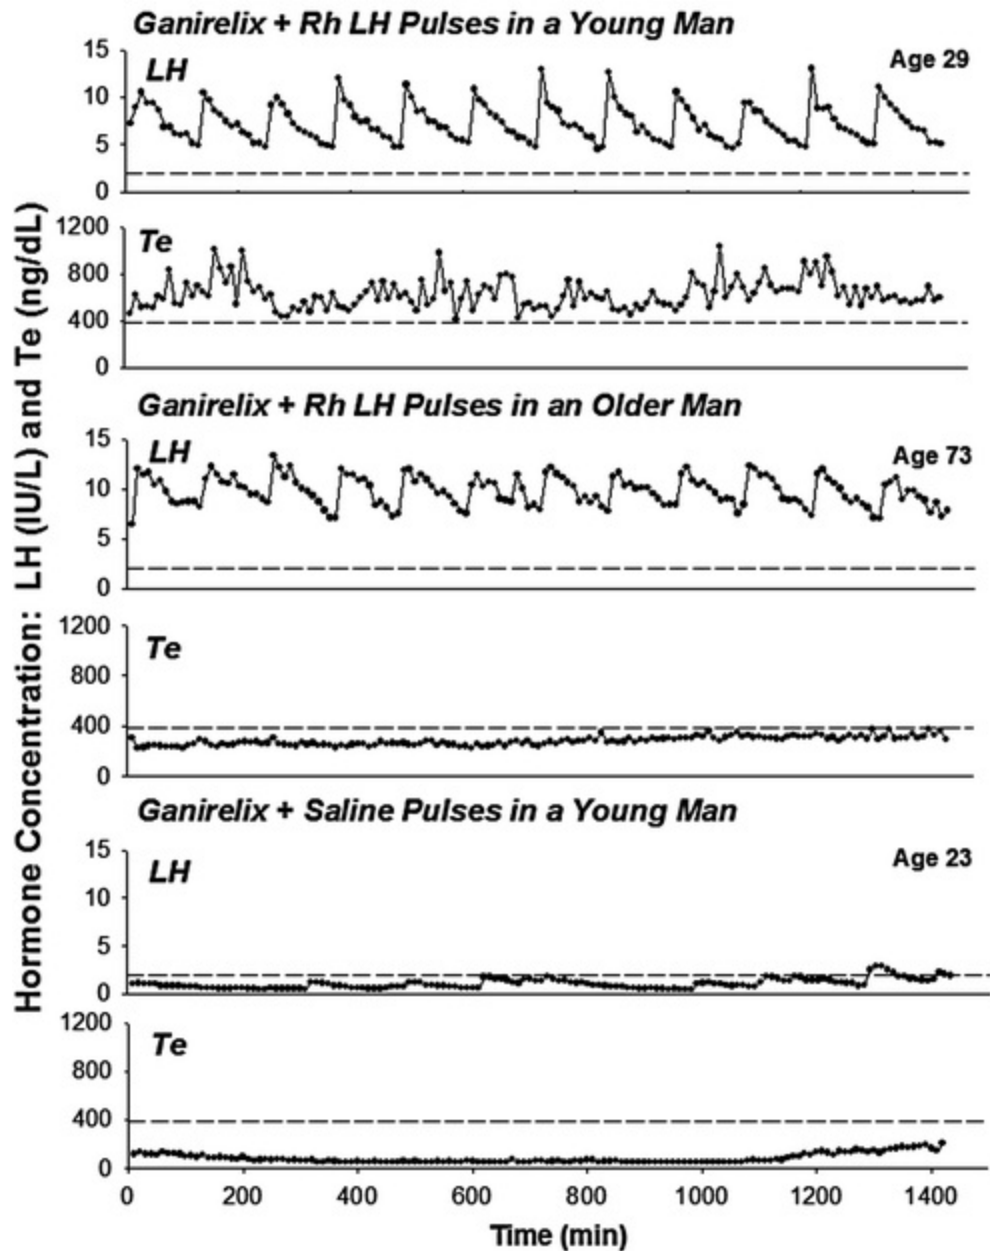 Ganirelix + Rh LH Pulses in a Young Man
15
LH
Age 29
10
5
0
1200
Te
800
400
0
Ganirelix + Rh LH Pulses in an Older Man
15
LH
Age 73
10
5
0
1200
Te
800
400
0
Ganirelix + Saline Pulses in a Young Man
15
LH
Age 23
10
5
0
1200
Te
800
400
0
0 200 400 600 800 1000 1200 1400
Time (min)
Hormone Concentration: LH (IU/L) and Te (ng/dL)